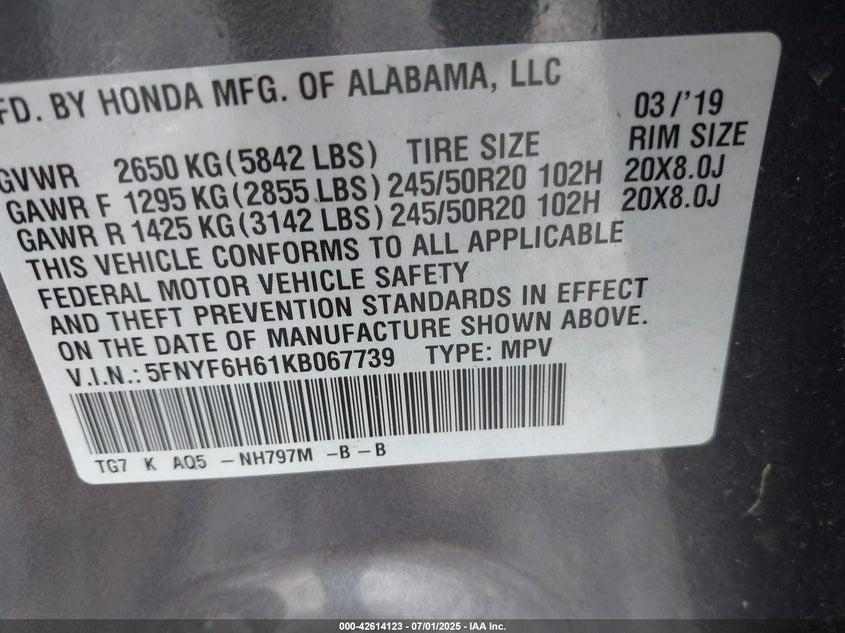 FD. BY HONDA MFG. OF ALABAMA, LLC
03/'19
GVWR 2650 KG (5842 LBS) TIRE SIZE RIM SIZE
GAWR F 1295 KG (2855 LBS) 245/50R20 102H 20X8.0J
GAWR R 1425 KG (3142 LBS) 245/50R20 102H 20X8.0J
THIS VEHICLE CONFORMS TO ALL APPLICABLE
FEDERAL MOTOR VEHICLE SAFETY
AND THEFT PREVENTION STANDARDS IN EFFECT
ON THE DATE OF MANUFACTURE SHOWN ABOVE.
V.I.N.: 5FNYF6H61KB067739 TYPE: MPV
TG7 K AQ5 -NH797M -B-B
000-42614123 - 07/01/2025 - IAA Inc.